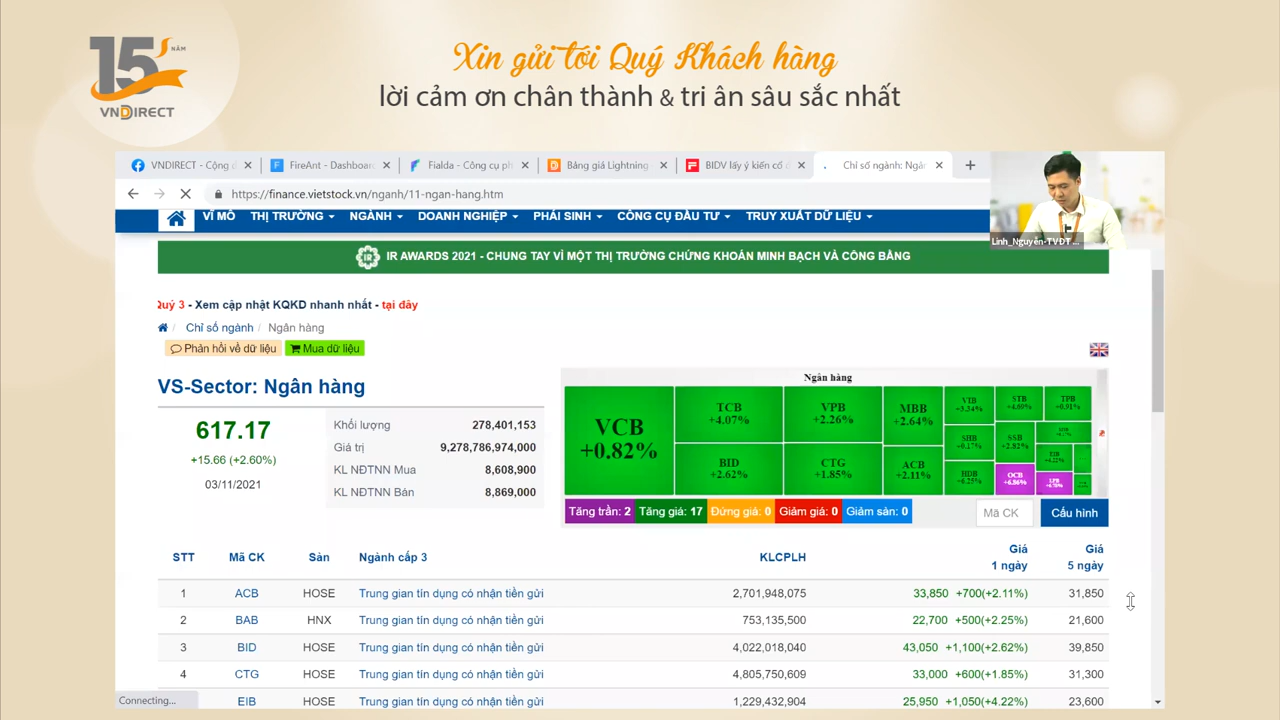 15 NĂM
VNDIRECT
Xin gửi tới Quý Khách hàng
lời cảm ơn chân thành & tri ân sâu sắc nhất
VNDIRECT - Cộng
FireAnt - Dashboar
Fialda - Công cụ ph
Bảng giá Lightning
BIDV lấy ý kiến cổ đ
Chỉ số ngành: Ngâ
https://finance.vietstock.vn/nganh/11-ngan-hang.htm
Linh_Nguyễn-TVĐT ...
VĨ MÔ THỊ TRƯỜNG NGÀNH DOANH NGHIỆP PHÁI SINH CÔNG CỤ ĐẦU TƯ TRUY XUẤT DỮ LIỆU
IR AWARDS 2021 - CHUNG TAY VÌ MỘT THỊ TRƯỜNG CHỨNG KHOÁN MINH BẠCH VÀ CÔNG BẰNG
Quý 3 - Xem cập nhật KQKD nhanh nhất - tại đây
/ Chỉ số ngành / Ngân hàng
Phản hồi về dữ liệu Mua dữ liệu
VS-Sector: Ngân hàng
617.17
+15.66 (+2.60%)
03/11/2021
Khối lượng 278,401,153
Giá trị 9,278,786,974,000
KL NĐTNN Mua 8,608,900
KL NĐTNN Bán 8,869,000
Ngân hàng
VCB
+0.82%
TCB
+4.07%
BID
+2.62%
VPB
+2.26%
CTG
+1.85%
MBB
+2.64%
ACB
+2.11%
VIB
+3.34%
SHB
+0.17%
HDB
+6.25%
STB
+4.69%
SSB
+2.82%
OCB
+6.86%
TPB
+0.91%
EIB
+4.22%
LPB
Tăng trần: 2 Tăng giá: 17 Đứng giá: 0 Giảm giá: 0 Giảm sàn: 0
Mã CK Cấu hình
STT Mã CK Sàn Ngành cấp 3 KLCPLH Giá 1 ngày Giá 5 ngày
1 ACB HOSE Trung gian tín dụng có nhận tiền gửi 2,701,948,075 33,850 +700(+2.11%) 31,850
2 BAB HNX Trung gian tín dụng có nhận tiền gửi 753,135,500 22,700 +500(+2.25%) 21,600
3 BID HOSE Trung gian tín dụng có nhận tiền gửi 4,022,018,040 43,050 +1,100(+2.62%) 39,850
4 CTG HOSE Trung gian tín dụng có nhận tiền gửi 4,805,750,609 33,000 +600(+1.85%) 31,300
EIB HOSE Trung gian tín dụng có nhận tiền gửi 1,229,432,904 25,950 +1,050(+4.22%) 23,600
Connecting...